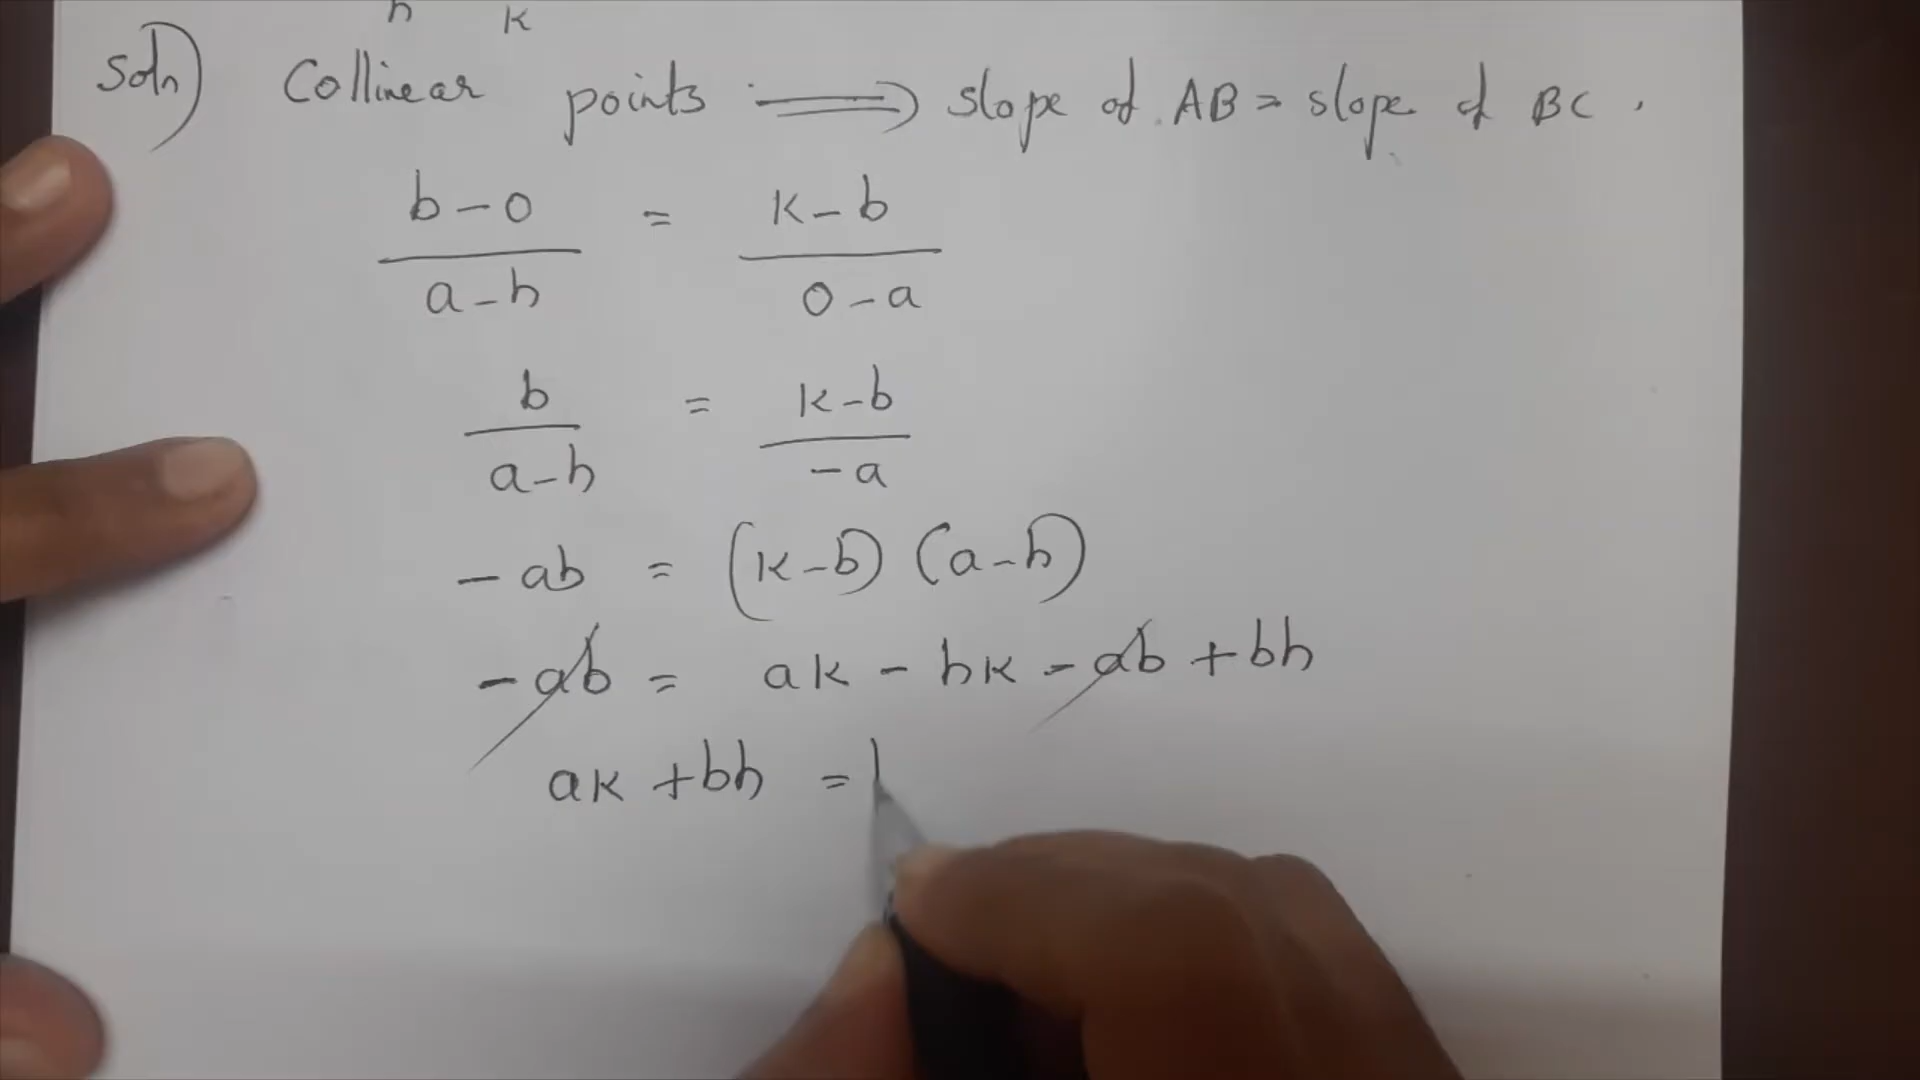 h k
Soln) Collinear points ⟹ slope of AB = slope of BC .
b - 0 = k - b
a - h 0 - a
b = k - b
a - h - a
- ab = (k - b) (a - h)
- ab = ak - hk - ab + bh
ak + bh =